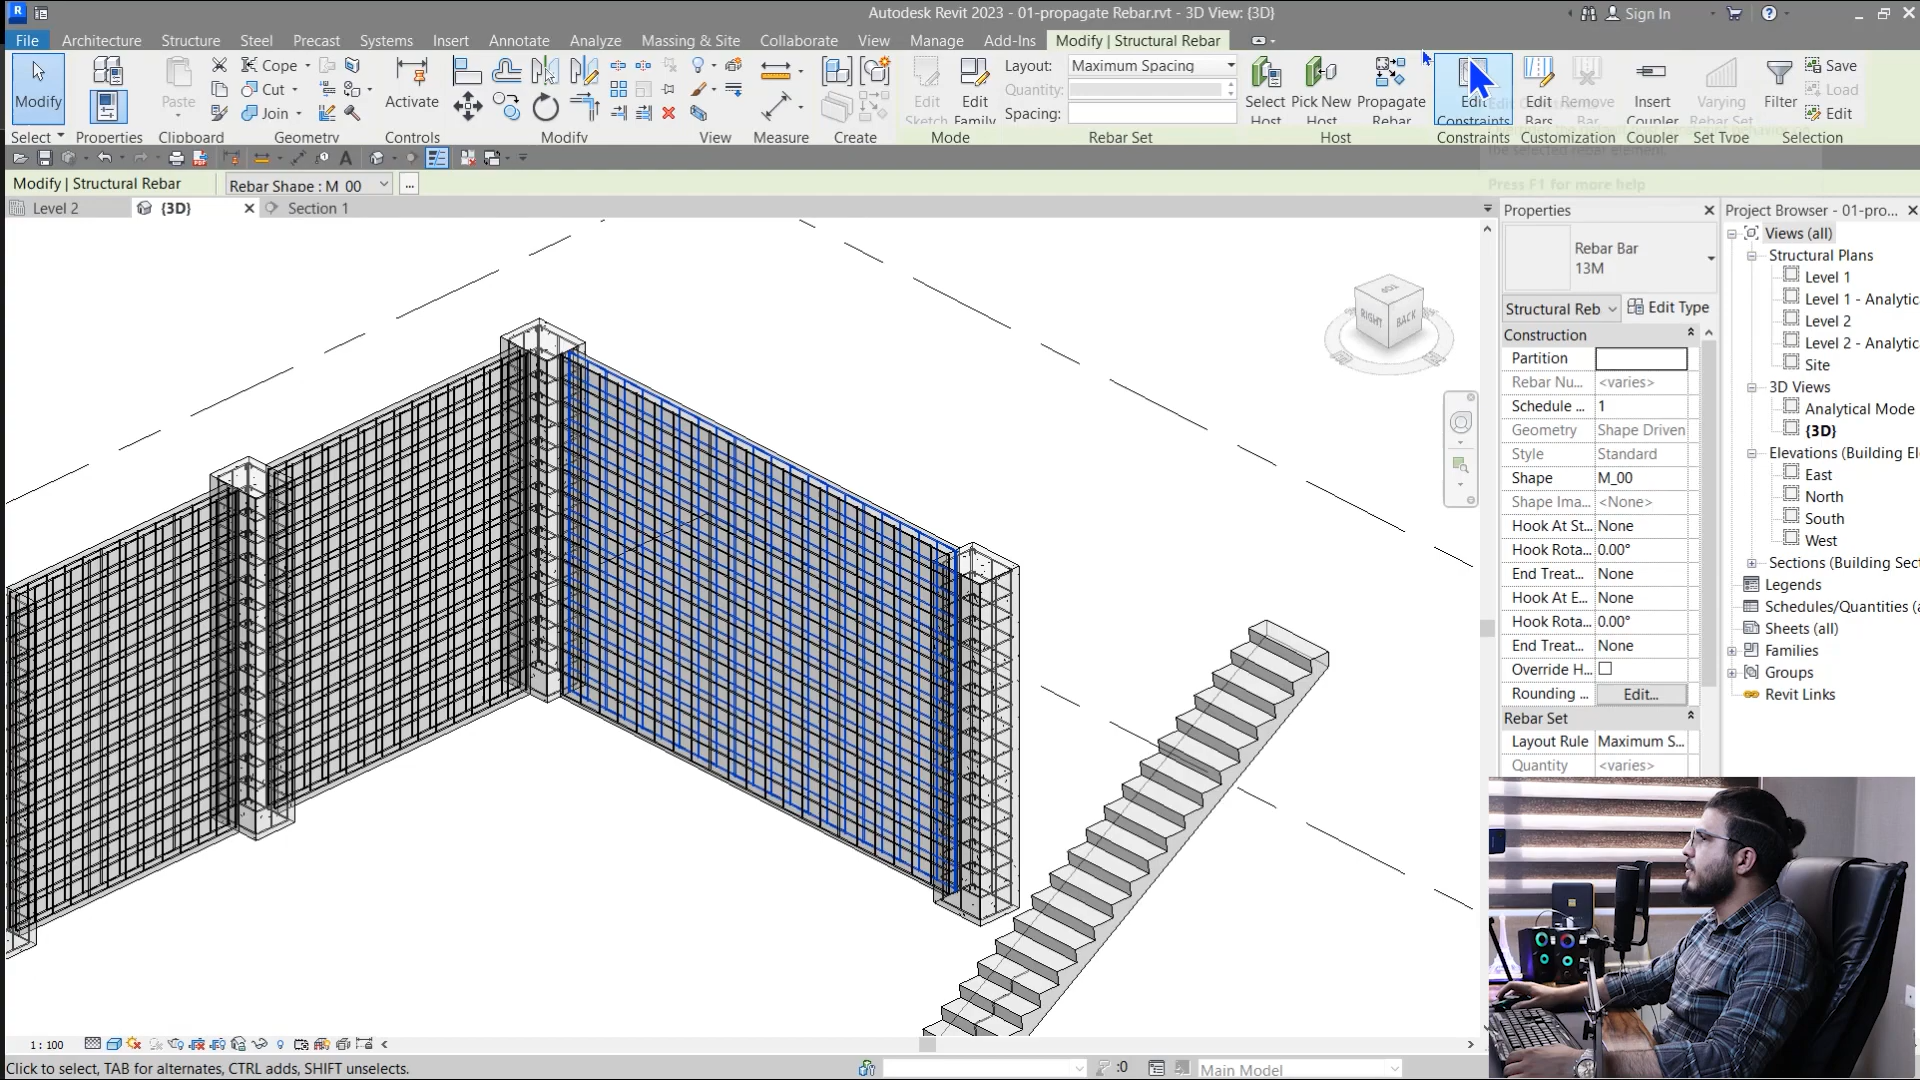 Autodesk Revit 2023 - 01-propagate Rebar.rvt - 3D View: {3D}
Sign In
File Architecture Structure Steel Precast Systems Insert Annotate Analyze Massing & Site Collaborate View Manage Add-Ins Modify | Structural Rebar
Modify
Paste
Cope
Cut
Join
Activate
Edit Sketch
Edit Family
Layout: Maximum Spacing
Quantity:
Spacing:
Select Host
Pick New Host
Propagate Rebar
Edit Constraints
Edit Bars
Remove Bar
Insert Coupler
Varying Rebar Set
Filter
Save
Load
Edit
Select Properties Clipboard Geometry Controls Modify View Measure Create Mode Rebar Set Host Constraints Customization Coupler Set Type Selection
the selected rebar element.
Press F1 for more help
Modify | Structural Rebar
Rebar Shape : M_00
...
Level 2
{3D}
Section 1
TOP
RIGHT
BACK
Properties
Rebar Bar
13M
Structural Reb
Edit Type
Construction
Partition
Rebar Nu... <varies>
Schedule ... 1
Geometry Shape Driven
Style Standard
Shape M_00
Shape Ima... <None>
Hook At St... None
Hook Rota... 0.00°
End Treat... None
Hook At E... None
Hook Rota... 0.00°
End Treat... None
Override H...
Rounding ... Edit...
Rebar Set
Layout Rule Maximum S...
Quantity <varies>
Project Browser - 01-pro...
Views (all)
Structural Plans
Level 1
Level 1 - Analytica
Level 2
Level 2 - Analytica
Site
3D Views
Analytical Mode
{3D}
Elevations (Building El
East
North
South
West
Sections (Building Sect
Legends
Schedules/Quantities (a
Sheets (all)
Families
Groups
Revit Links
1 : 100
Click to select, TAB for alternates, CTRL adds, SHIFT unselects.
:0
Main Model